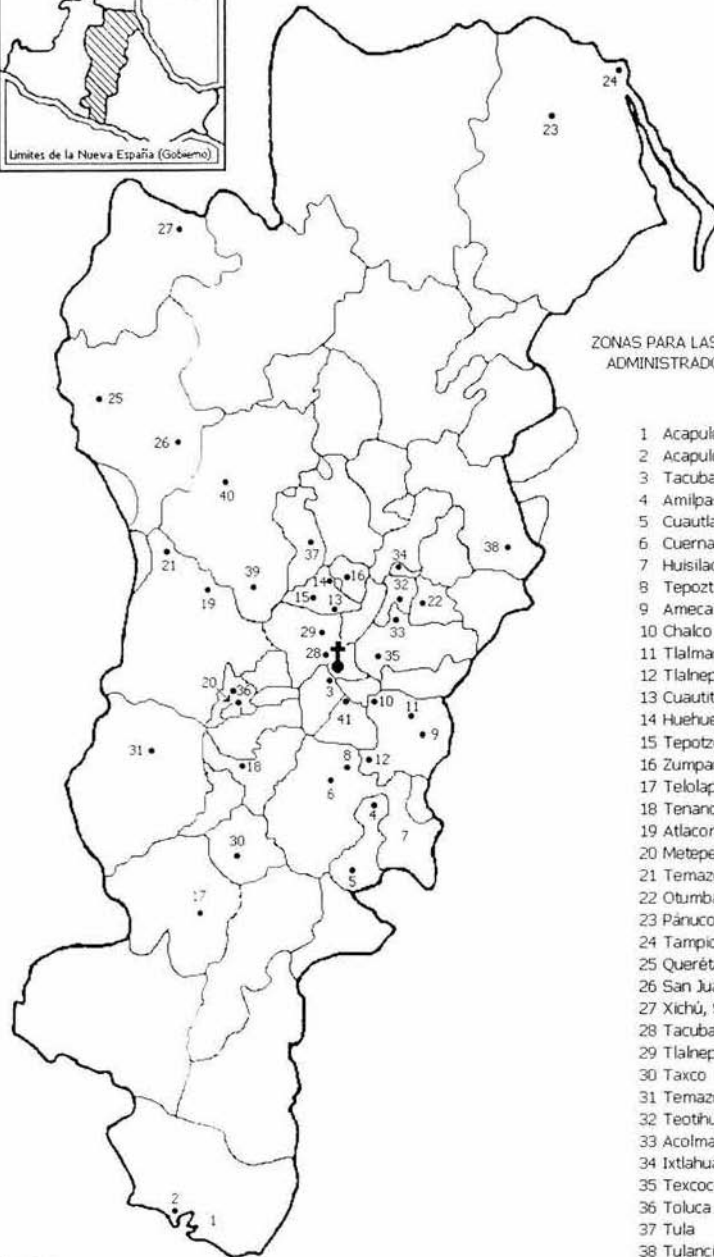 Limites de la Nueva España (Gobierno)
24
23
27
ZONAS PARA LAS
ADMINISTRADO
25
26
40
21
37
38
34
14
16
39
19
15
32
22
13
33
29
28
35
20
36
3
10
11
41
9
31
18
8
12
6
4
7
30
5
17
2
1
1 Acapul
2 Acapul
3 Tacuba
4 Amilpa
5 Cuautla
6 Cuerna
7 Huisilac
8 Tepozt
9 Ameca
10 Chalco
11 Tlalma
12 Tlalnep
13 Cuautit
14 Huehue
15 Tepotz
16 Zumpa
17 Telolap
18 Tenanc
19 Atlacor
20 Metepe
21 Temaz
22 Otumba
23 Pánuco
24 Tampic
25 Queréta
26 San Jua
27 Xichú,
28 Tacuba
29 Tlalnep
30 Taxco
31 Temaz
32 Teotihu
33 Acolma
34 Ixtlahua
35 Texcoc
36 Toluca
37 Tula
38 Tulanc